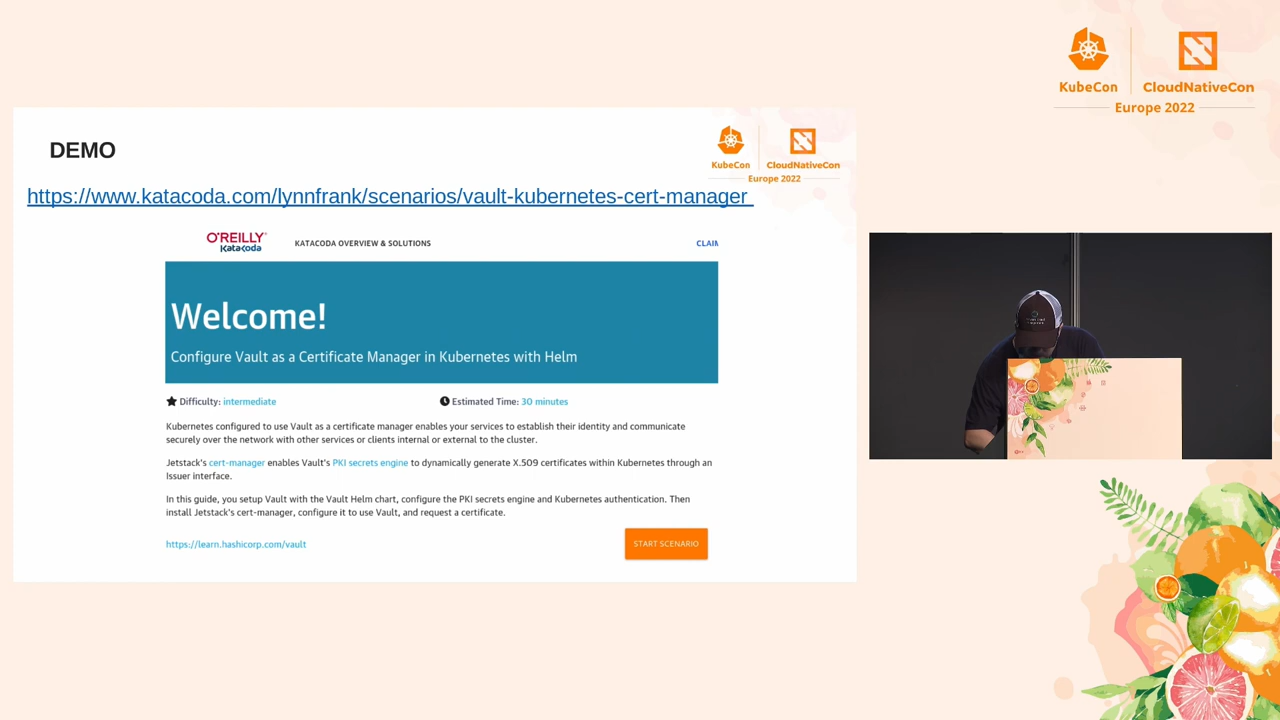 KubeCon
CloudNativeCon
Europe 2022
DEMO
KubeCon
CloudNativeCon
Europe 2022
https://www.katacoda.com/lynnfrank/scenarios/vault-kubernetes-cert-manager
O'REILLY
Katacoda
KATACODA OVERVIEW & SOLUTIONS
CLAIM
Welcome!
Configure Vault as a Certificate Manager in Kubernetes with Helm
Difficulty: intermediate
Estimated Time: 30 minutes
Kubernetes configured to use Vault as a certificate manager enables your services to establish their identity and communicate
securely over the network with other services or clients internal or external to the cluster.
Jetstack's cert-manager enables Vault's PKI secrets engine to dynamically generate X.509 certificates within Kubernetes through an
Issuer interface.
In this guide, you setup Vault with the Vault Helm chart, configure the PKI secrets engine and Kubernetes authentication. Then
install Jetstack's cert-manager, configure it to use Vault, and request a certificate.
https://learn.hashicorp.com/vault
START SCENARIO